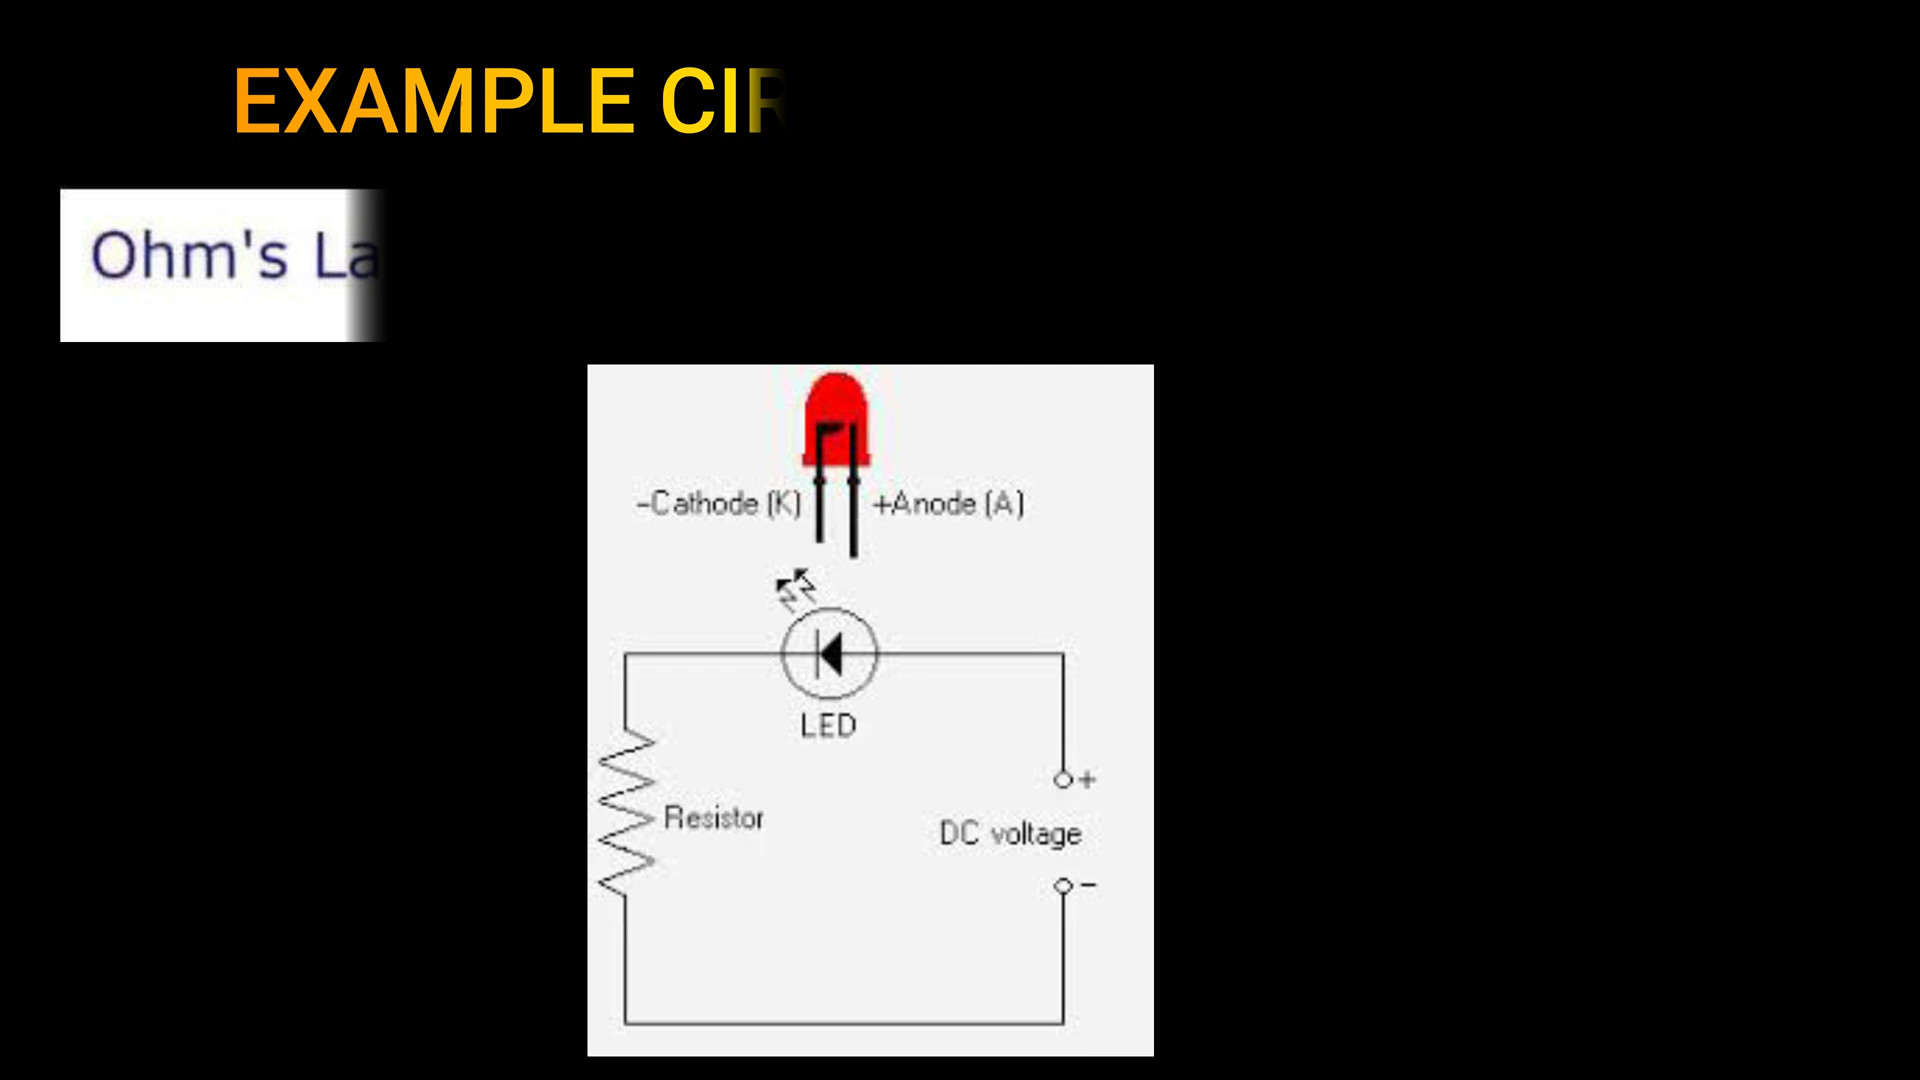 EXAMPLE CIR
Ohm's La
-Cathode (K) +Anode (A)
LED
+
Resistor
DC voltage
-